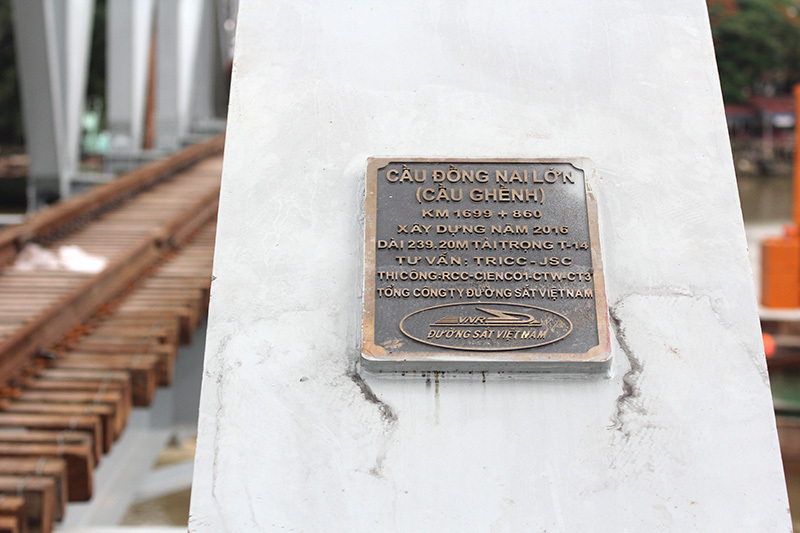 CẦU ĐỒNG NAI LỚN
(CẦU GHỀNH)
KM 1699 + 860
XÂY DỰNG NĂM 2016
DÀI 239.20M TẢI TRỌNG T-14
TƯ VẤN: TRICC - JSC
THI CÔNG:RCC-CIENCO1-CTW-CT3
TỔNG CÔNG TY ĐƯỜNG SẮT VIỆT NAM
VNR
ĐƯỜNG SẮT VIỆT NAM